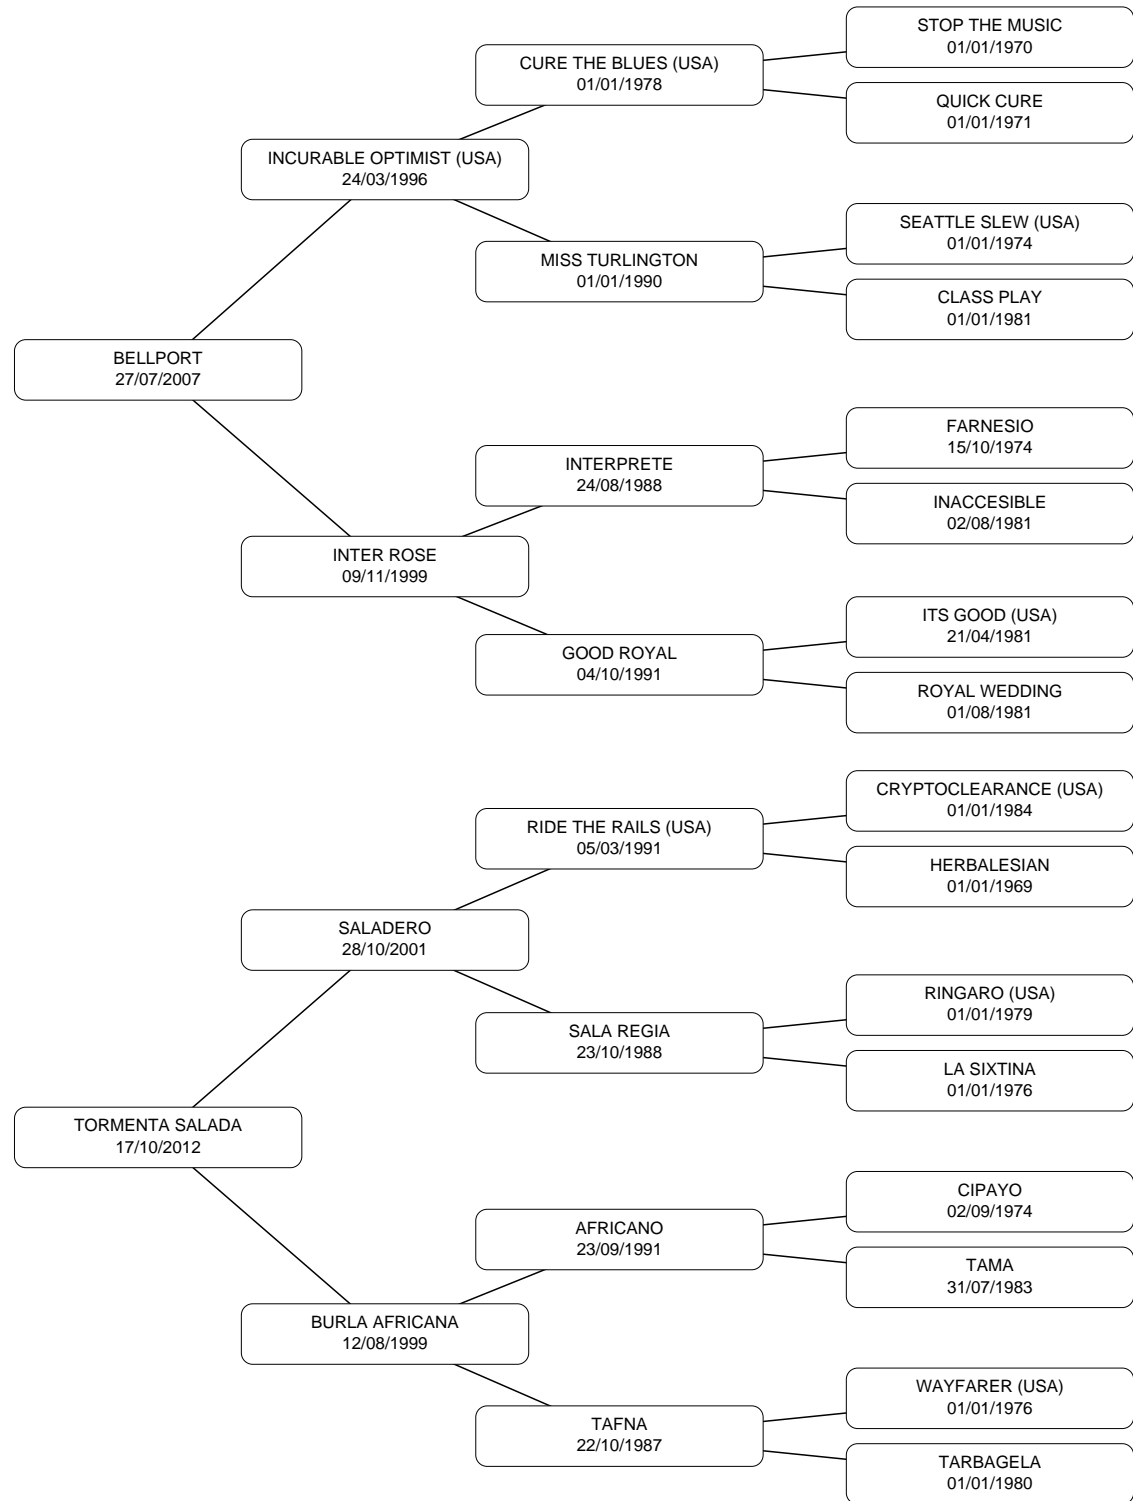 STOP THE MUSIC
01/01/1970
CURE THE BLUES (USA)
01/01/1978
QUICK CURE
01/01/1971
INCURABLE OPTIMIST (USA)
24/03/1996
SEATTLE SLEW (USA)
01/01/1974
MISS TURLINGTON
01/01/1990
CLASS PLAY
01/01/1981
BELLPORT
27/07/2007
FARNESIO
15/10/1974
INTERPRETE
24/08/1988
INACCESIBLE
02/08/1981
INTER ROSE
09/11/1999
ITS GOOD (USA)
21/04/1981
GOOD ROYAL
04/10/1991
ROYAL WEDDING
01/08/1981
CRYPTOCLEARANCE (USA)
01/01/1984
RIDE THE RAILS (USA)
05/03/1991
HERBALESIAN
01/01/1969
SALADERO
28/10/2001
RINGARO (USA)
01/01/1979
SALA REGIA
23/10/1988
LA SIXTINA
01/01/1976
TORMENTA SALADA
17/10/2012
CIPAYO
02/09/1974
AFRICANO
23/09/1991
TAMA
31/07/1983
BURLA AFRICANA
12/08/1999
WAYFARER (USA)
01/01/1976
TAFNA
22/10/1987
TARBAGELA
01/01/1980